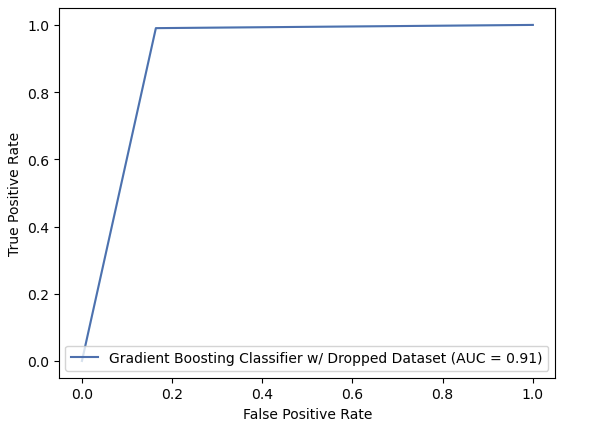 1.0
0.8
0.6
0.4
0.2
0.0
True Positive Rate
Gradient Boosting Classifier w/ Dropped Dataset (AUC = 0.91)
0.0 0.2 0.4 0.6 0.8 1.0
False Positive Rate